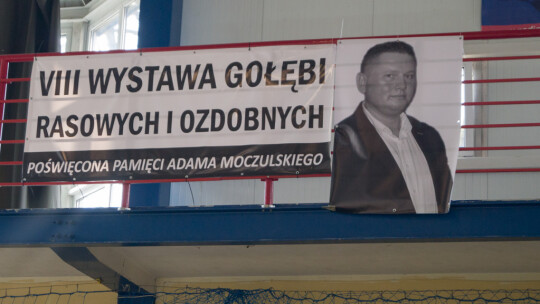 VIII WYSTAWA GOŁĘBI
RASOWYCH I OZDOBNYCH
POŚWIĘCONA PAMIĘCI ADAMA MOCZULSKIEGO